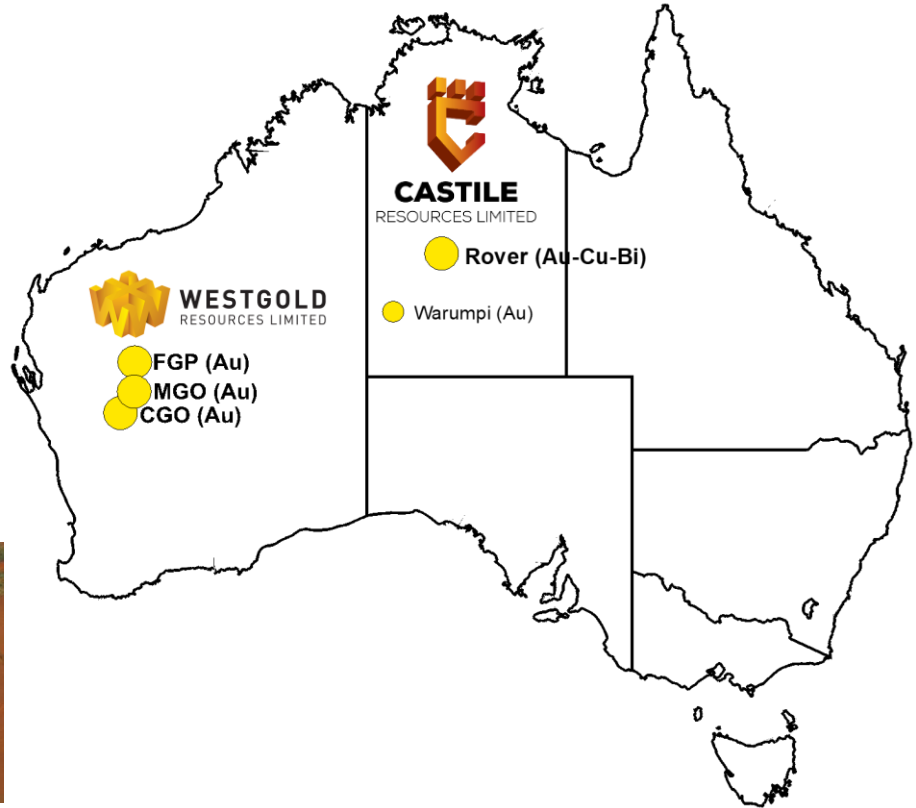 CASTILE
RESOURCES LIMITED
Rover (Au-Cu-Bi)
Warumpi (Au)
WESTGOLD
RESOURCES LIMITED
FGP (Au)
MGO (Au)
CGO (Au)